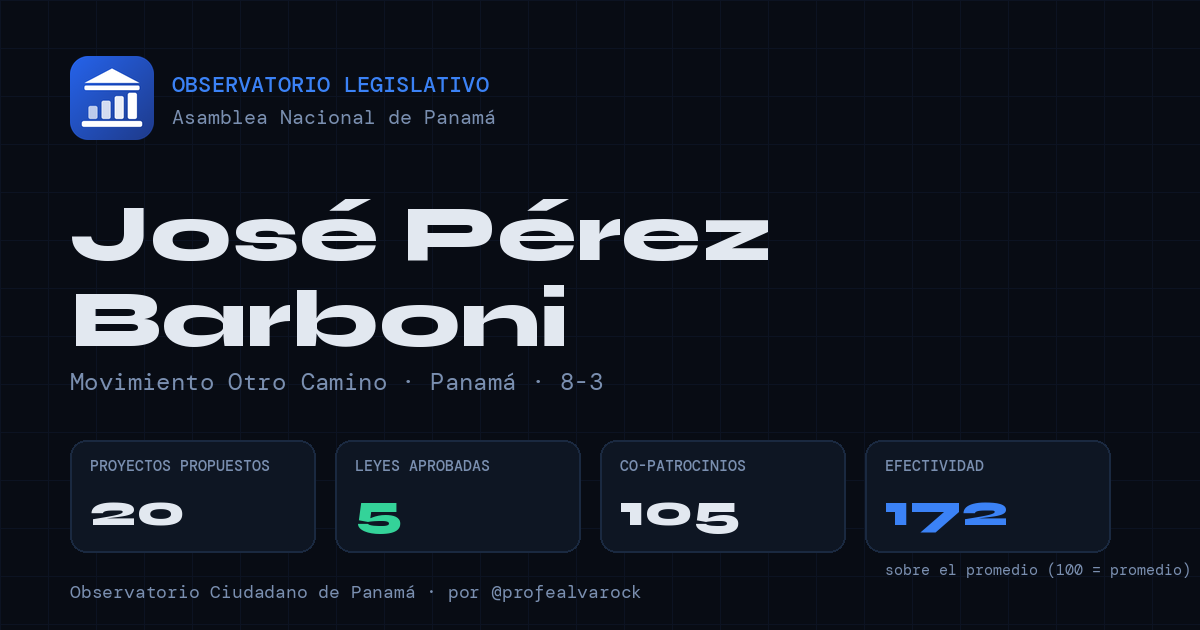 OBSERVATORIO LEGISLATIVO
Asamblea Nacional de Panamá
José Pérez
Barboni
Movimiento Otro Camino · Panamá · 8-3
PROYECTOS PROPUESTOS
20
LEYES APROBADAS
5
CO-PATROCINIOS
105
EFECTIVIDAD
172
sobre el promedio (100 = promedio)
Observatorio Ciudadano de Panamá · por @profealvarock